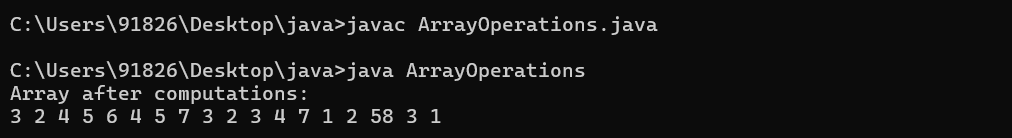 C:\Users\91826\Desktop\java>javac ArrayOperations.java
C:\Users\91826\Desktop\java>java ArrayOperations
Array after computations:
3 2 4 5 6 4 5 7 3 2 3 4 7 1 2 58 3 1